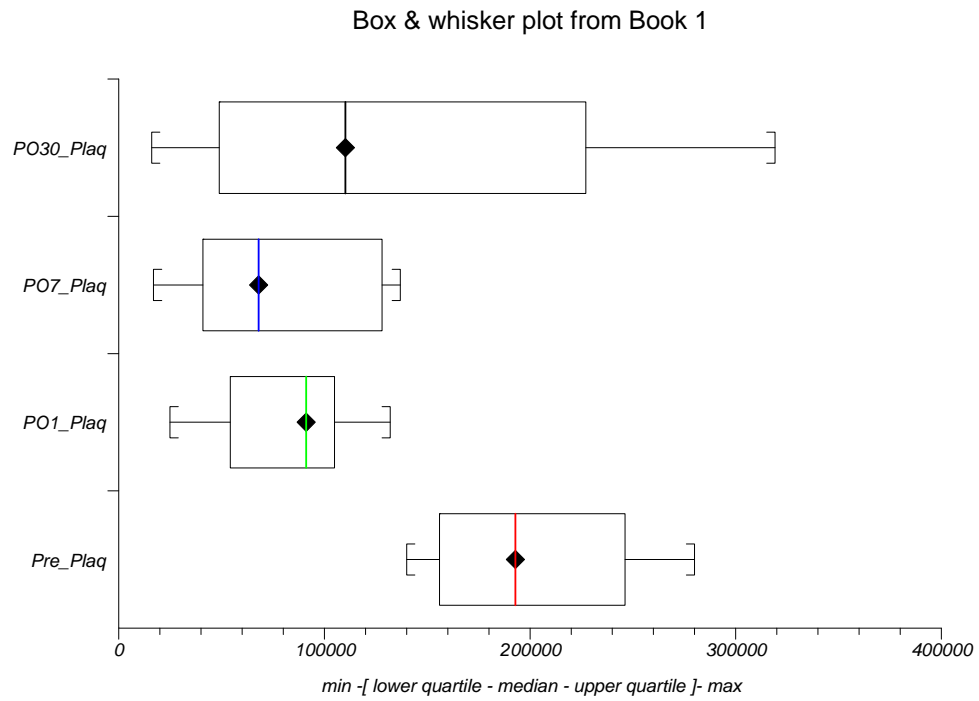 Box & whisker plot from Book 1
PO30_Plaq
PO7_Plaq
PO1_Plaq
Pre_Plaq
0 100000 200000 300000 400000
min -[ lower quartile - median - upper quartile ]- max